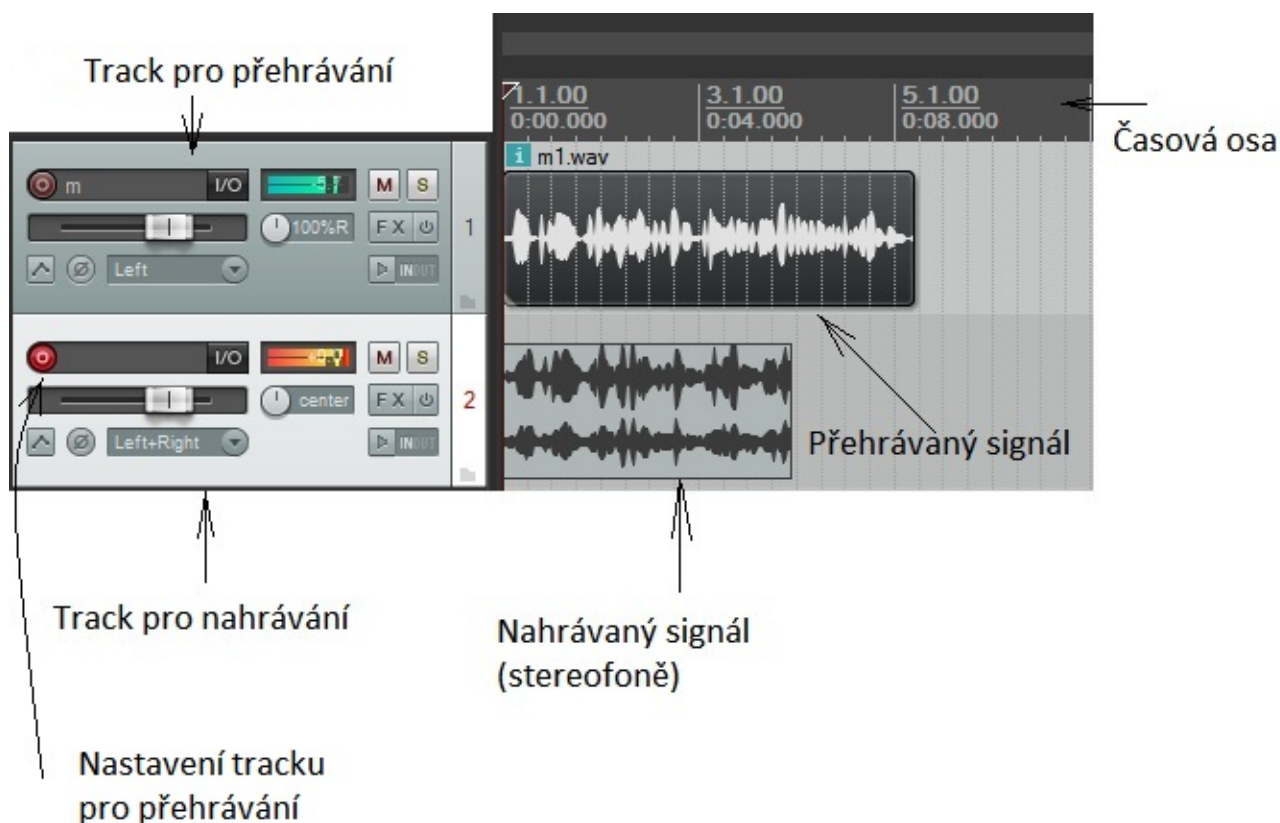 Track pro přehrávání
1.1.00 3.1.00 5.1.00
0:00.000 0:04.000 0:08.000
Časová osa
i m1.wav
m I/O M S
100%R FX 1
Left IN OUT
I/O M S
center FX 2
Left+Right IN OUT
Přehrávaný signál
Track pro nahrávání
Nahrávaný signál
(stereofoně)
Nastavení tracku
pro přehrávání